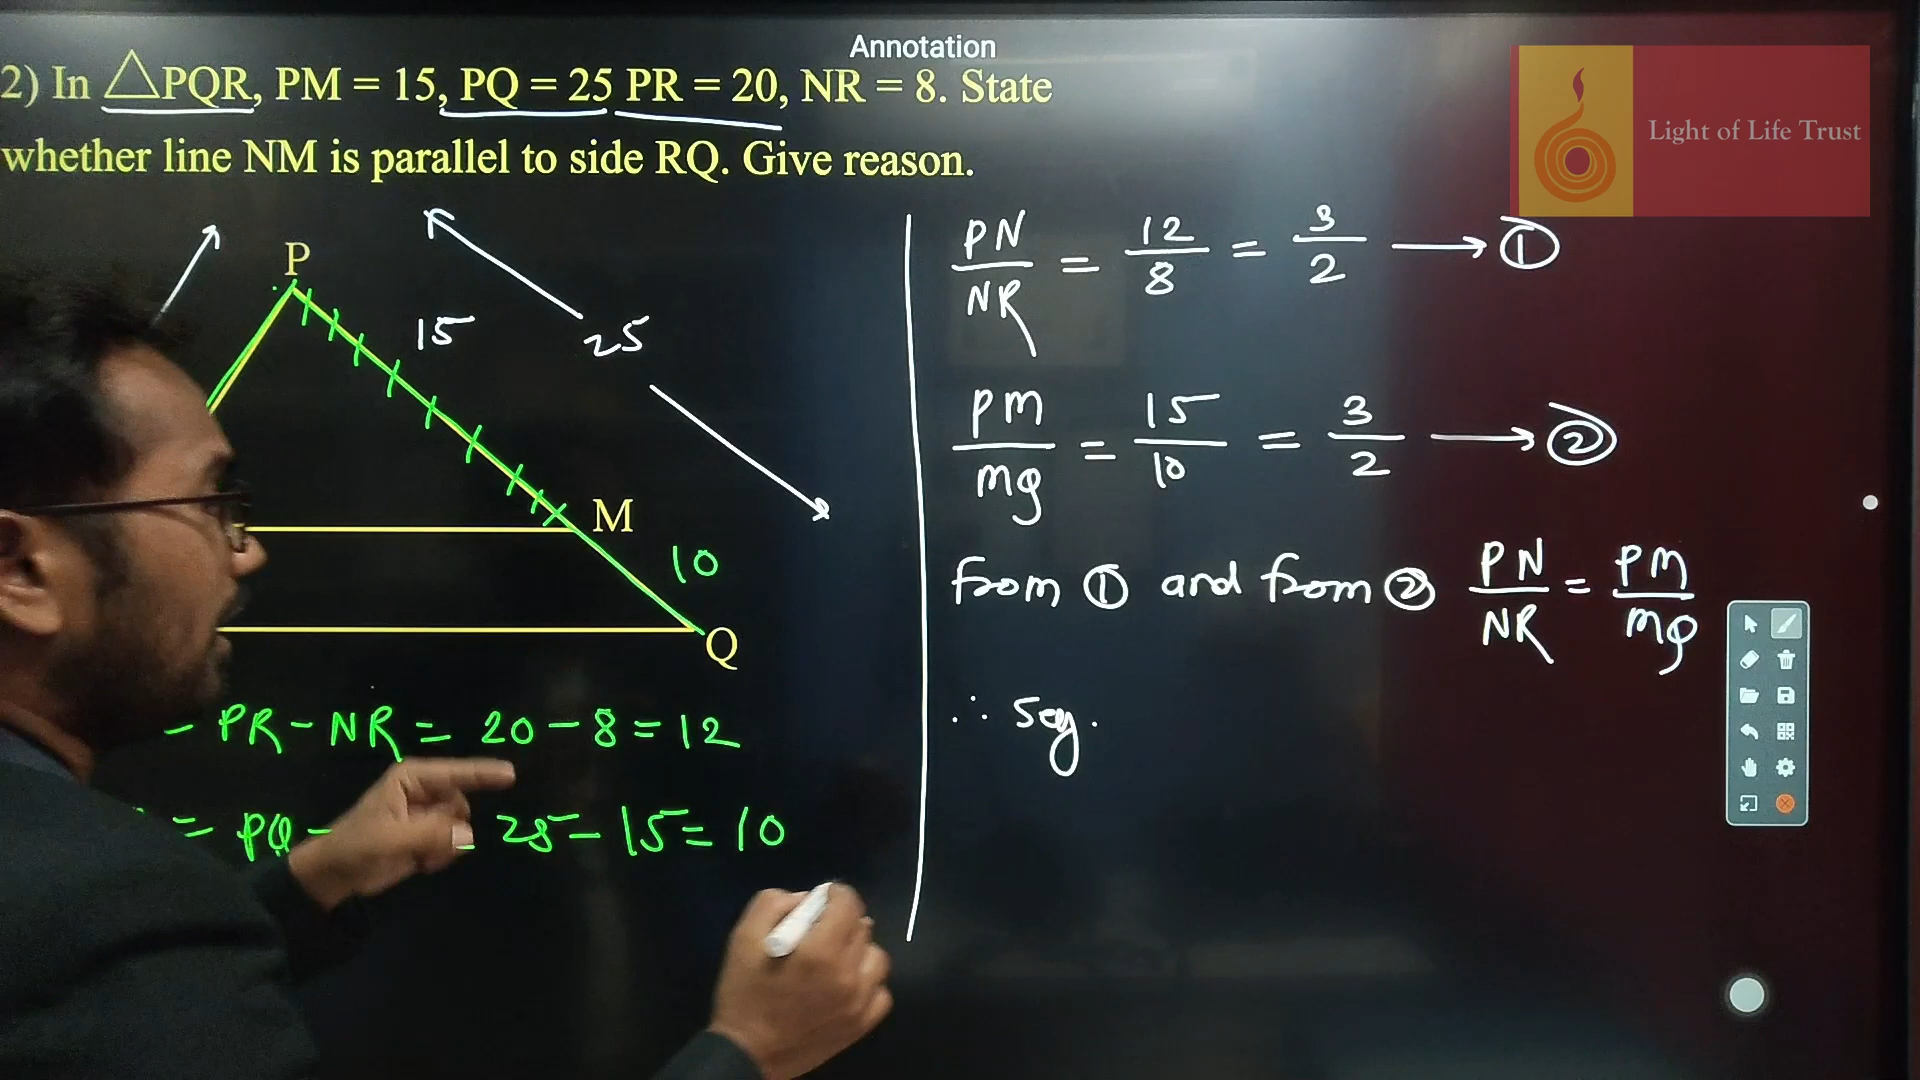 Annotation
2) In △PQR, PM = 15, PQ = 25 PR = 20, NR = 8. State
whether line NM is parallel to side RQ. Give reason.
Light of Life Trust
P
15
25
M
10
Q
- PR - NR = 20 - 8 = 12
= PQ - 25 - 15 = 10
PN/NR = 12/8 = 3/2 → ①
PM/MQ = 15/10 = 3/2 → ②
from ① and from ② PN/NR = PM/MQ
∴ seg.